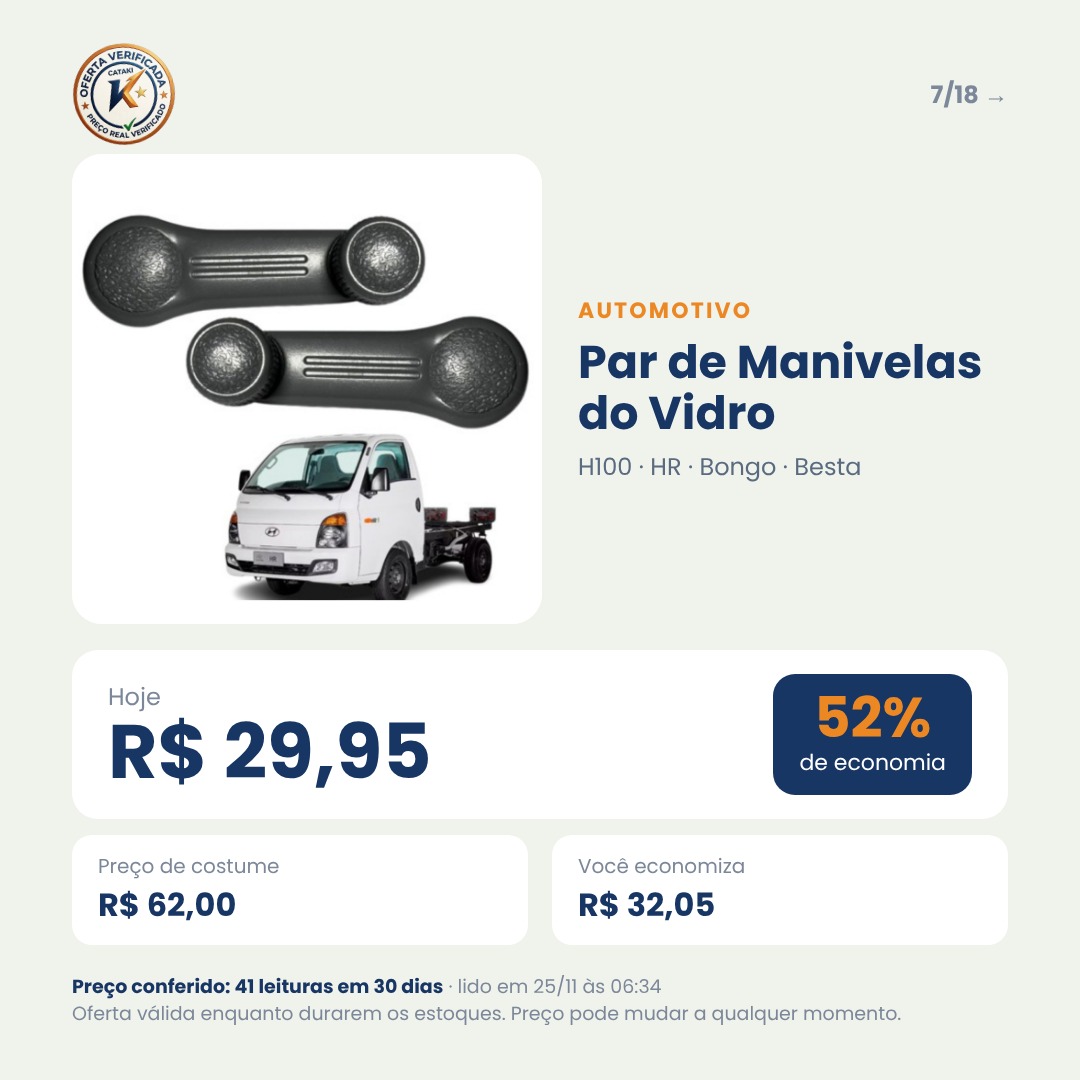 OFERTA VERIFICADA
CATAKI
K
PREÇO REAL VERIFICADO
7/18 →
AUTOMOTIVO
Par de Manivelas
do Vidro
H100 · HR · Bongo · Besta
Hoje
R$ 29,95
52%
de economia
Preço de costume
R$ 62,00
Você economiza
R$ 32,05
Preço conferido: 41 leituras em 30 dias · lido em 25/11 às 06:34
Oferta válida enquanto durarem os estoques. Preço pode mudar a qualquer momento.